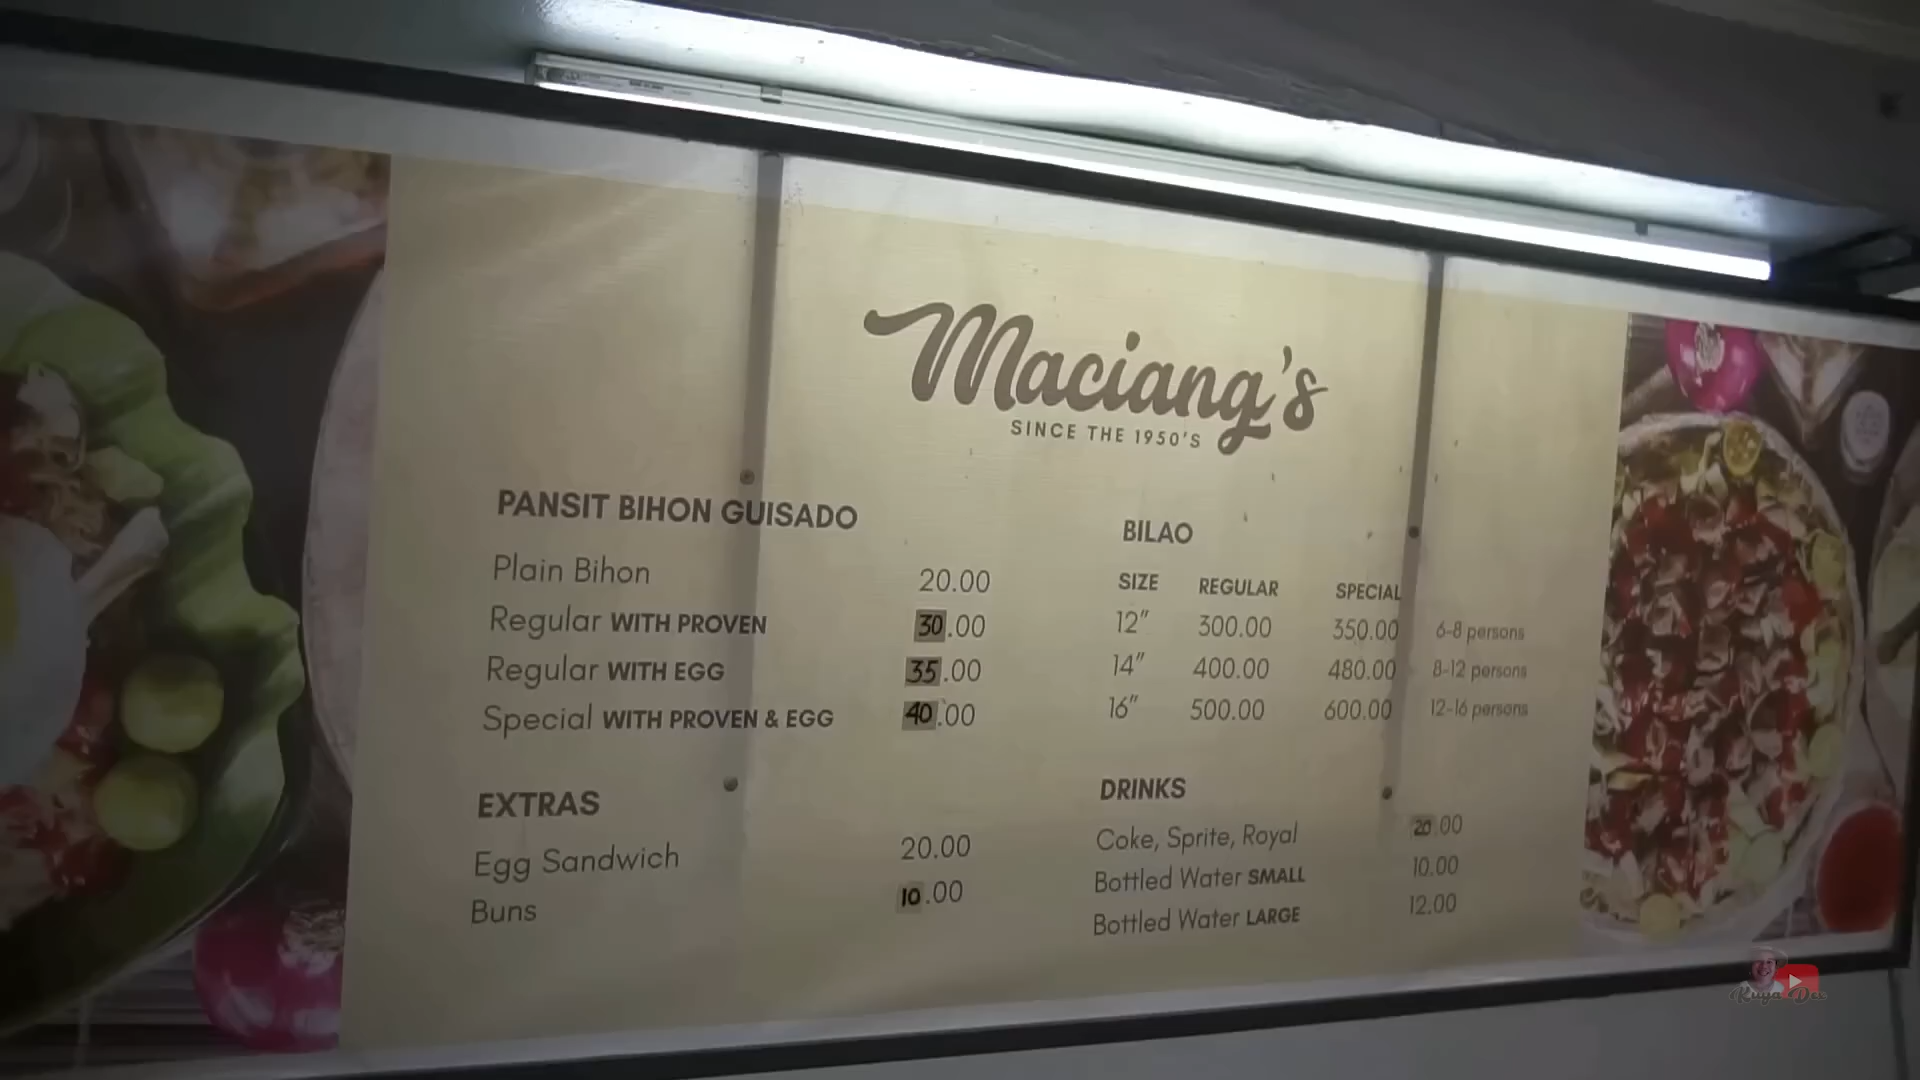 Maciang's
SINCE THE 1950'S
PANSIT BIHON GUISADO
Plain Bihon 20.00
Regular WITH PROVEN 30.00
Regular WITH EGG 35.00
Special WITH PROVEN & EGG 40.00
EXTRAS
Egg Sandwich 20.00
Buns 10.00
BILAO
SIZE REGULAR SPECIAL
12" 300.00 350.00 6-8 persons
14" 400.00 480.00 8-12 persons
16" 500.00 600.00 12-16 persons
DRINKS
Coke, Sprite, Royal 20.00
Bottled Water SMALL 10.00
Bottled Water LARGE 12.00
Kuya Dee